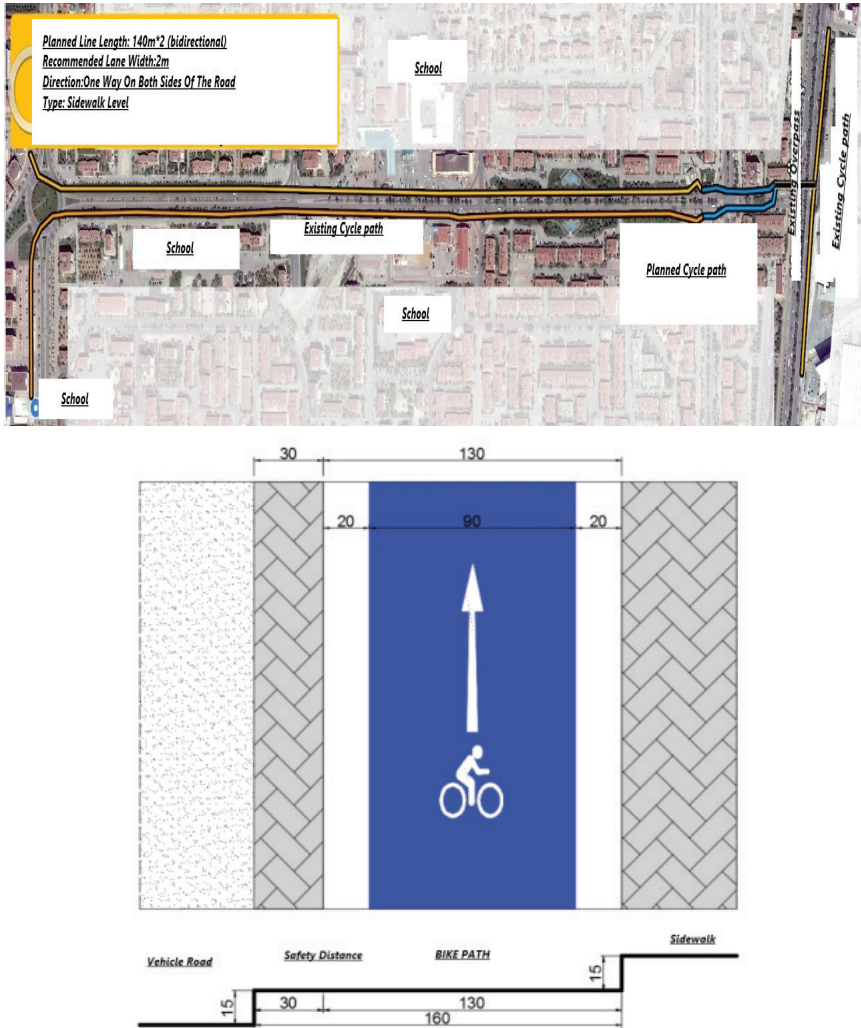 Planned Line Length: 140m*2 (bidirectional)
Recommended Lane Width:2m
Direction:One Way On Both Sides Of The Road
Type: Sidewalk Level
School
Existing Overpass
Existing Cycle path
Existing Cycle path
School
Planned Cycle path
School
School
30
130
20
90
20
Vehicle Road
Safety Distance
BIKE PATH
Sidewalk
15
15
30
130
160